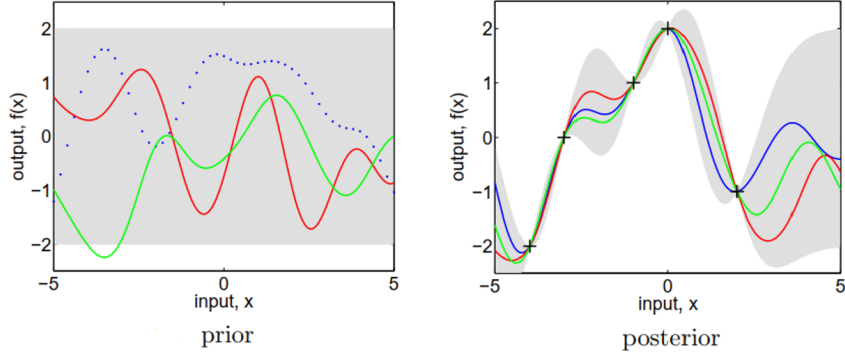 output, f(x)
2
1
0
−1
−2
−5
0
5
input, x
prior
output, f(x)
2
1
0
−1
−2
−5
0
5
input, x
posterior